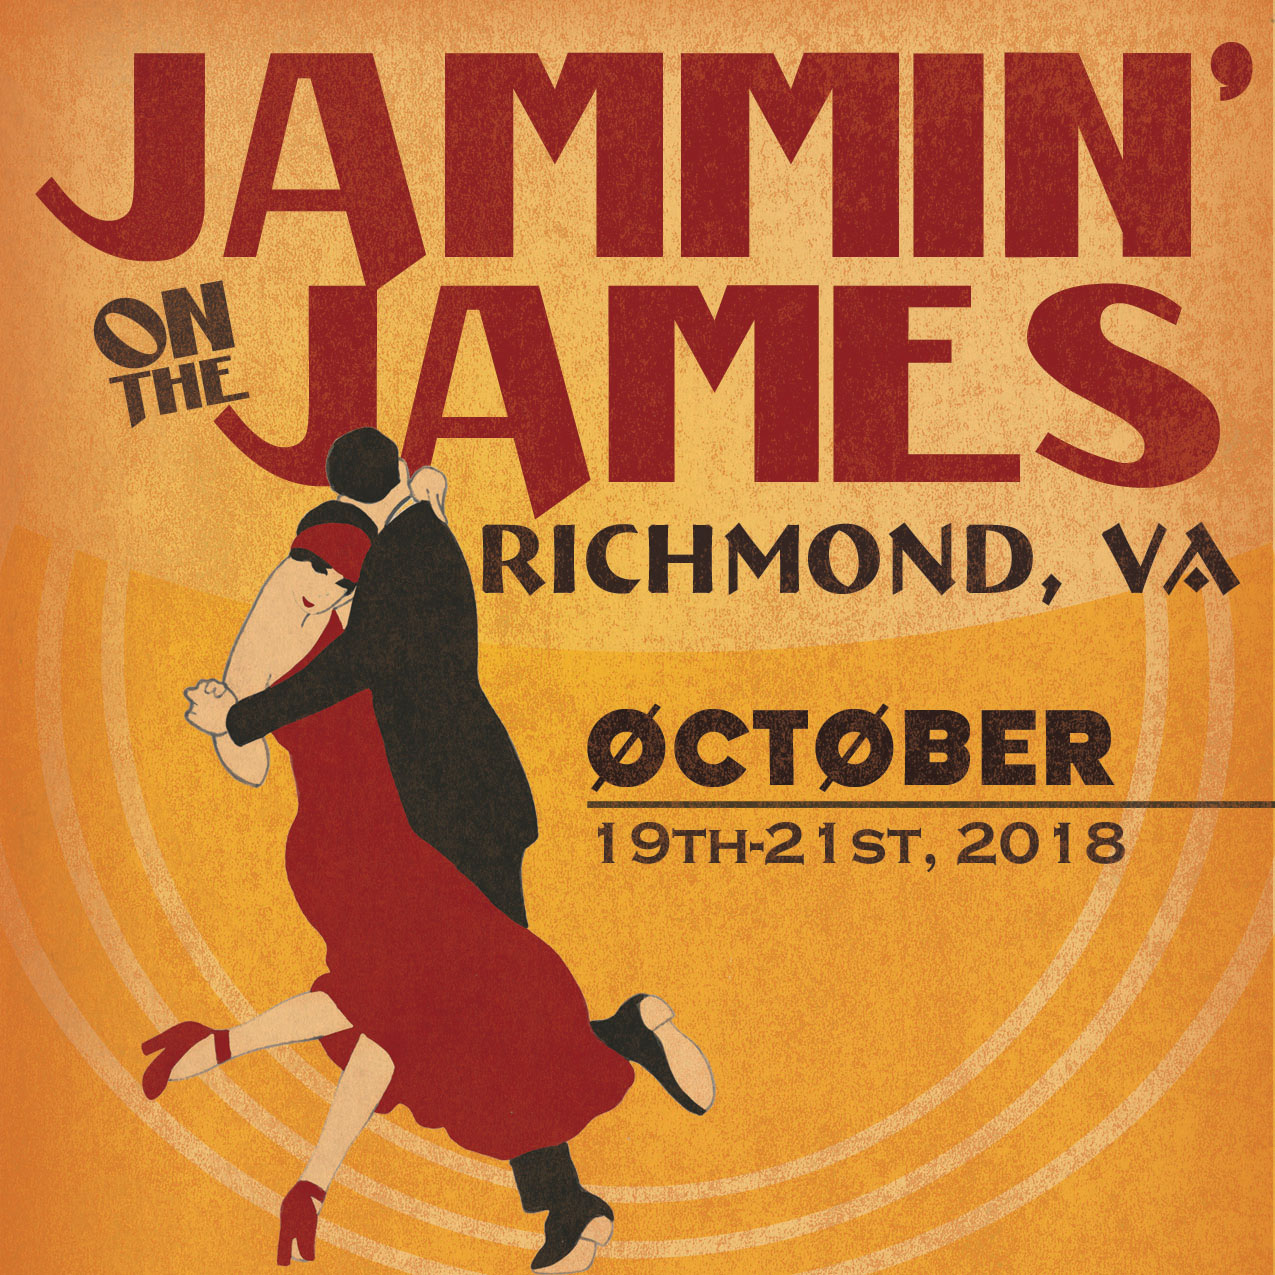 JAMMIN'
ON
THE
JAMES
RICHMOND, VA
ØCTØBER
19TH-21ST, 2018